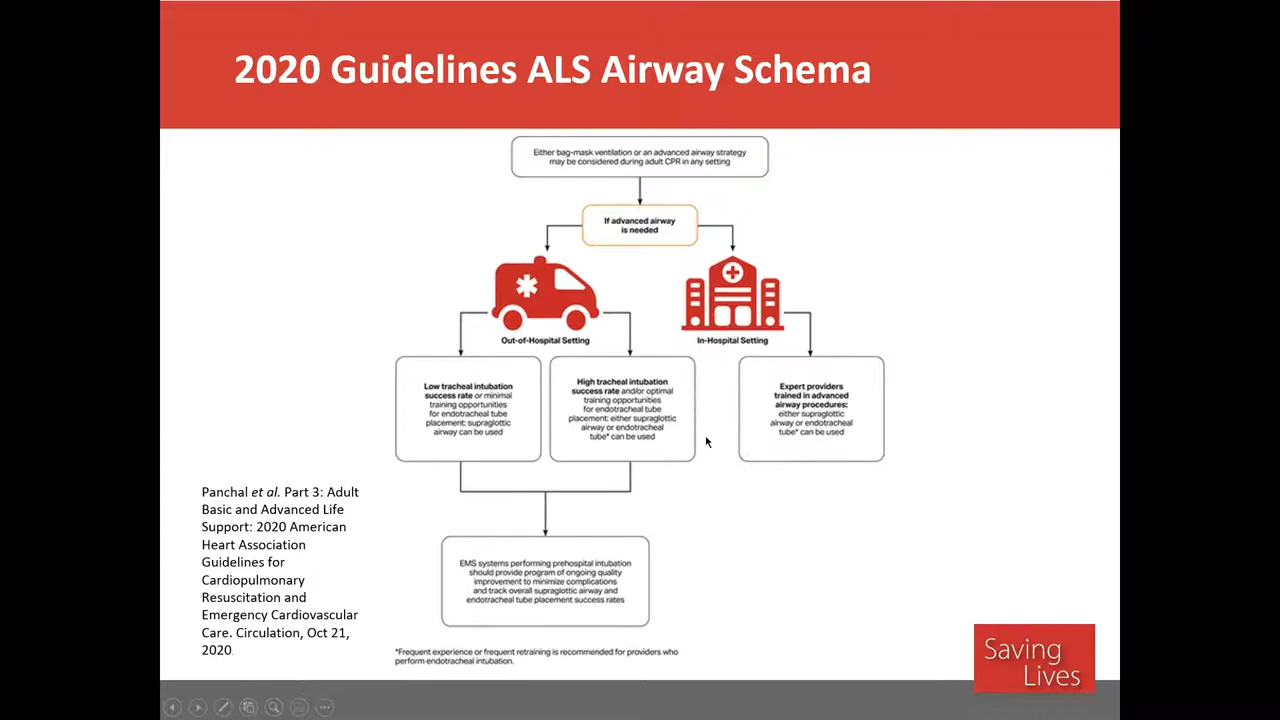 2020 Guidelines ALS Airway Schema
Either bag-mask ventilation or an advanced airway strategy
may be considered during adult CPR in any setting
If advanced airway
is needed
Out-of-Hospital Setting
In-Hospital Setting
Low tracheal intubation
success rate or minimal
training opportunities
for endotracheal tube
placement: supraglottic
airway can be used
High tracheal intubation
success rate and/or optimal
training opportunities
for endotracheal tube
placement: either supraglottic
airway or endotracheal
tube* can be used
Expert providers
trained in advanced
airway procedures:
either supraglottic
airway or endotracheal
tube* can be used
EMS systems performing prehospital intubation
should provide program of ongoing quality
improvement to minimize complications
and track overall supraglottic airway and
endotracheal tube placement success rates
*Frequent experience or frequent retraining is recommended for providers who
perform endotracheal intubation.
Panchal et al. Part 3: Adult
Basic and Advanced Life
Support: 2020 American
Heart Association
Guidelines for
Cardiopulmonary
Resuscitation and
Emergency Cardiovascular
Care. Circulation, Oct 21,
2020.
Saving
Lives